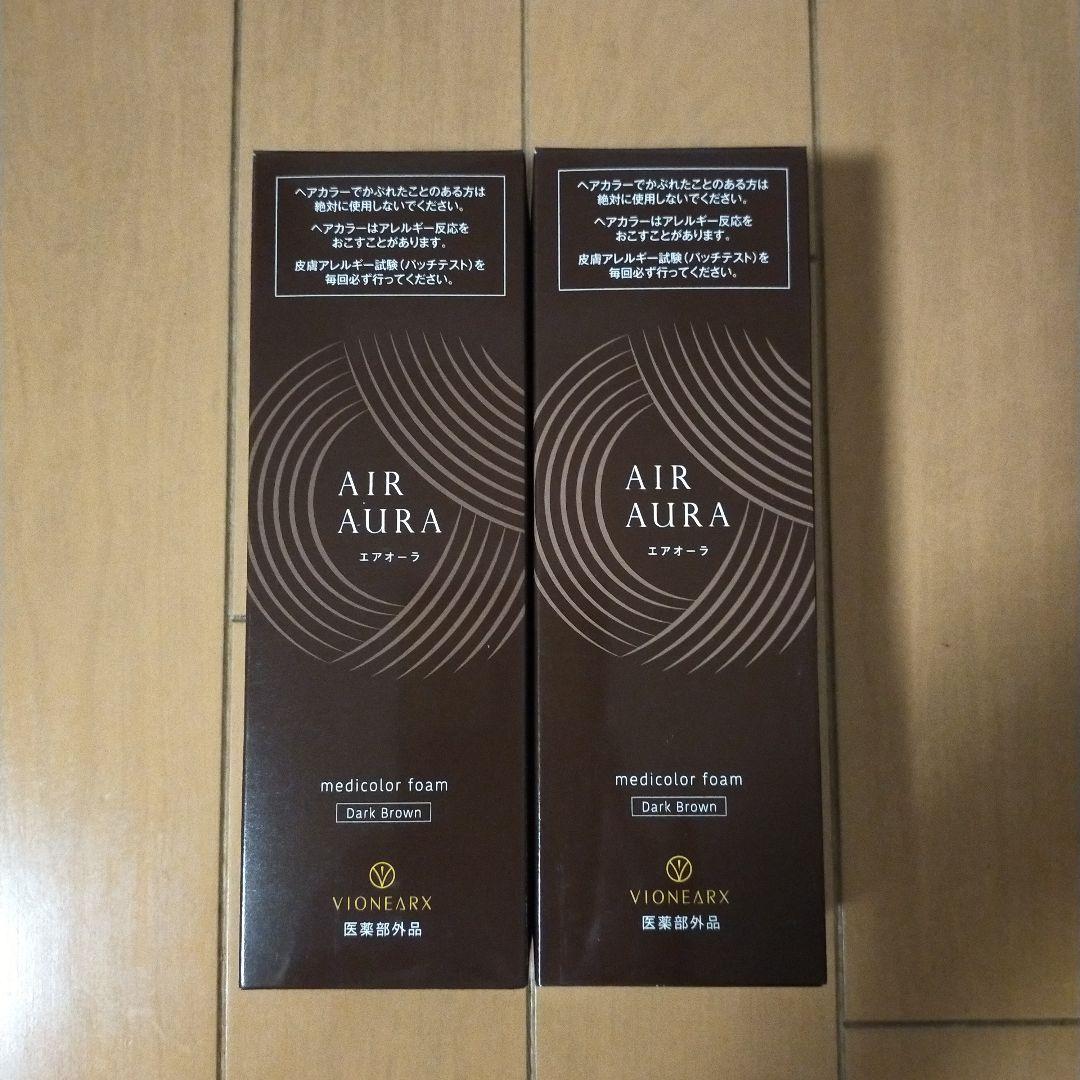 ヘアカラーでかぶれたことのある方は
絶対に使用しないでください。
ヘアカラーはアレルギー反応を
おこすことがあります。
皮膚アレルギー試験(パッチテスト)を
毎回必ず行ってください。
AIR
AURA
エアオーラ
medicolor foam
Dark Brown
VIONEARX
医薬部外品
ヘアカラーでかぶれたことのある方は
絶対に使用しないでください。
ヘアカラーはアレルギー反応を
おこすことがあります。
皮膚アレルギー試験(パッチテスト)を
毎回必ず行ってください。
AIR
AURA
エアオーラ
medicolor foam
Dark Brown
VIONEARX
医薬部外品